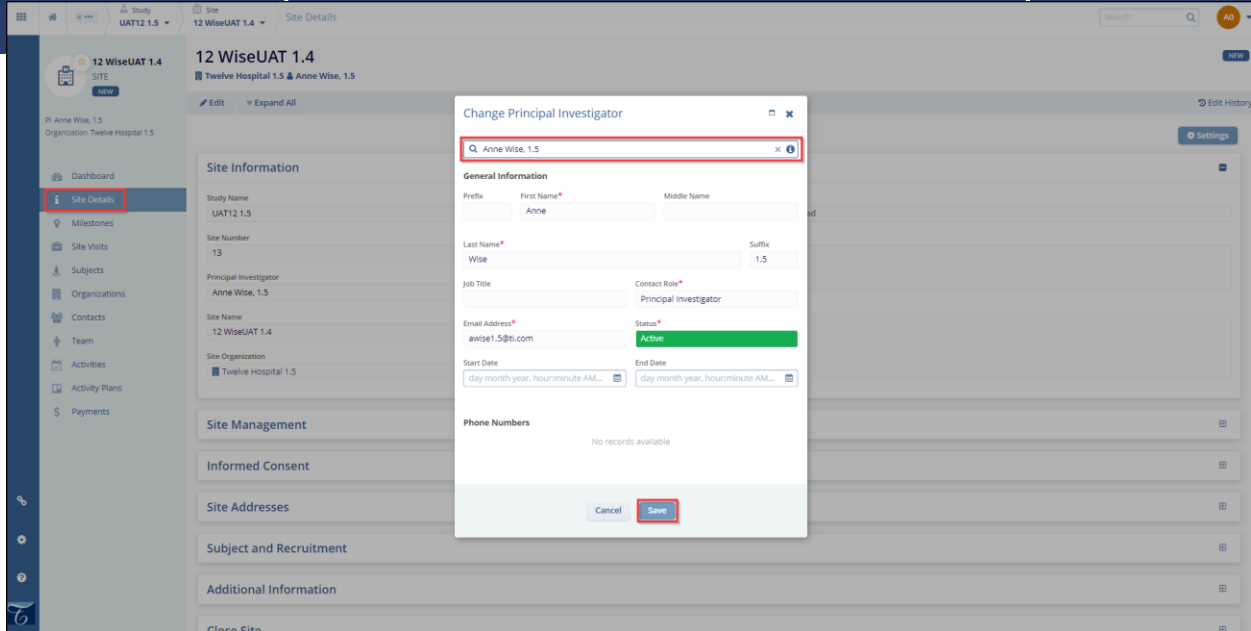 Study
UAT12 1.5
Site
12 WiseUAT 1.4
Site Details
Search
AO
12 WiseUAT 1.4
SITE
NEW
PI Anne Wise, 1.5
Organization Twelve Hospital 1.5
Dashboard
Site Details
Milestones
Site Visits
Subjects
Organizations
Contacts
Team
Activities
Activity Plans
Payments
12 WiseUAT 1.4
Twelve Hospital 1.5 Anne Wise, 1.5
NEW
Edit Expand All
Edit History
Settings
Site Information
Study Name
UAT12 1.5
Site Number
13
Principal Investigator
Anne Wise, 1.5
Site Name
12 WiseUAT 1.4
Site Organization
Twelve Hospital 1.5
Site Management
Informed Consent
Site Addresses
Subject and Recruitment
Additional Information
Close Site
Change Principal Investigator
Anne Wise, 1.5
General Information
Prefix First Name* Middle Name
Anne
Last Name* Suffix
Wise 1.5
Job Title Contact Role*
Principal Investigator
Email Address* Status*
awise1.5@ti.com Active
Start Date End Date
day month year, hour:minute AM... day month year, hour:minute AM...
Phone Numbers
No records available
Cancel Save